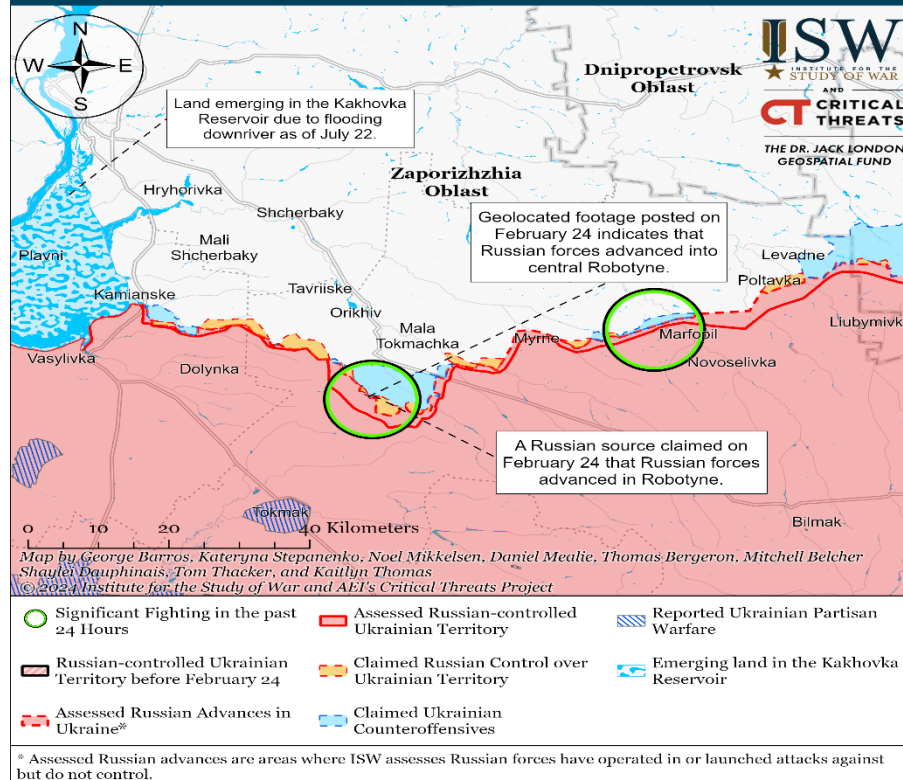 N
W
E
S
ISW
INSTITUTE FOR THE
STUDY OF WAR
AND
CT CRITICAL
THREATS
THE DR. JACK LONDON
GEOSPATIAL FUND
Dnipropetrovsk
Oblast
Land emerging in the Kakhovka
Reservoir due to flooding
downriver as of July 22.
Zaporizhzhia
Oblast
Hryhorivka
Shcherbaky
Geolocated footage posted on
February 24 indicates that
Russian forces advanced into
central Robotyne.
Mali
Shcherbaky
Plavni
Levadne
Poltavka
Kamianske
Tavriiske
Orikhiv
Mala
Tokmachka
Myrne
Marfopil
Liubymivk
Vasylivka
Dolynka
Novoselivka
A Russian source claimed on
February 24 that Russian forces
advanced in Robotyne.
Tokmak
Bilmak
0 10 20 40 Kilometers
Map by George Barros, Kateryna Stepanenko, Noel Mikkelsen, Daniel Mealie, Thomas Bergeron, Mitchell Belcher
Shaylei Dauphinais, Tom Thacker, and Kaitlyn Thomas
© 2024 Institute for the Study of War and AEI's Critical Threats Project
Significant Fighting in the past
24 Hours
Assessed Russian-controlled
Ukrainian Territory
Reported Ukrainian Partisan
Warfare
Russian-controlled Ukrainian
Territory before February 24
Claimed Russian Control over
Ukrainian Territory
Emerging land in the Kakhovka
Reservoir
Assessed Russian Advances in
Ukraine*
Claimed Ukrainian
Counteroffensives
* Assessed Russian advances are areas where ISW assesses Russian forces have operated in or launched attacks against
but do not control.